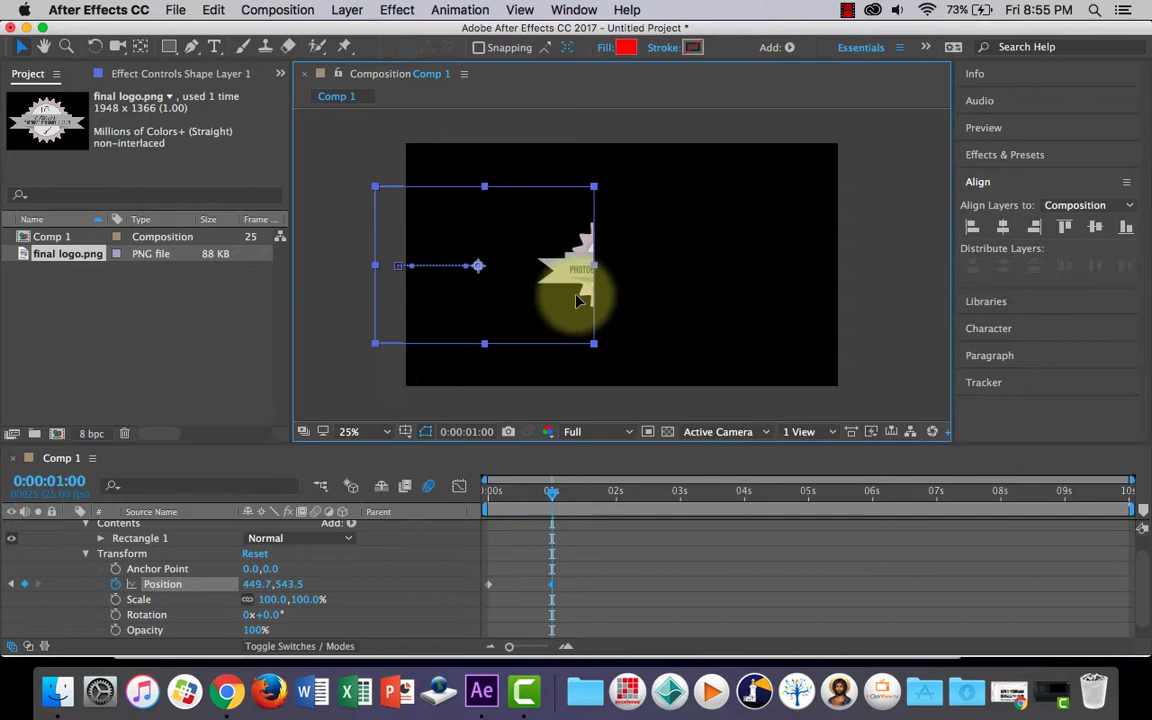 After Effects CC File Edit Composition Layer Effect Animation View Window Help 73% Fri 8:55 PM
Adobe After Effects CC 2017 - Untitled Project *
Snapping Fill: Stroke: Add: Essentials Search Help
Project Effect Controls Shape Layer 1 Composition Comp 1 Info
Comp 1
final logo.png , used 1 time
1948 x 1366 (1.00)
Millions of Colors+ (Straight)
non-interlaced
Audio
Preview
Effects & Presets
Align
Align Layers to: Composition
Distribute Layers:
Name Type Size Frame...
Comp 1 Composition 25
final logo.png PNG file 88 KB
Libraries
Character
Paragraph
Tracker
8 bpc 25% 0:00:01:00 Full Active Camera 1 View
Comp 1
0:00:01:00
00025 (25.00 fps)
:00s 01s 02s 03s 04s 05s 06s 07s 08s 09s 10s
# Source Name Parent
Contents Add:
Rectangle 1 Normal
Transform Reset
Anchor Point 0.0,0.0
Position 449.7,543.5
Scale 100.0,100.0%
Rotation 0x+0.0°
Opacity 100%
Toggle Switches / Modes